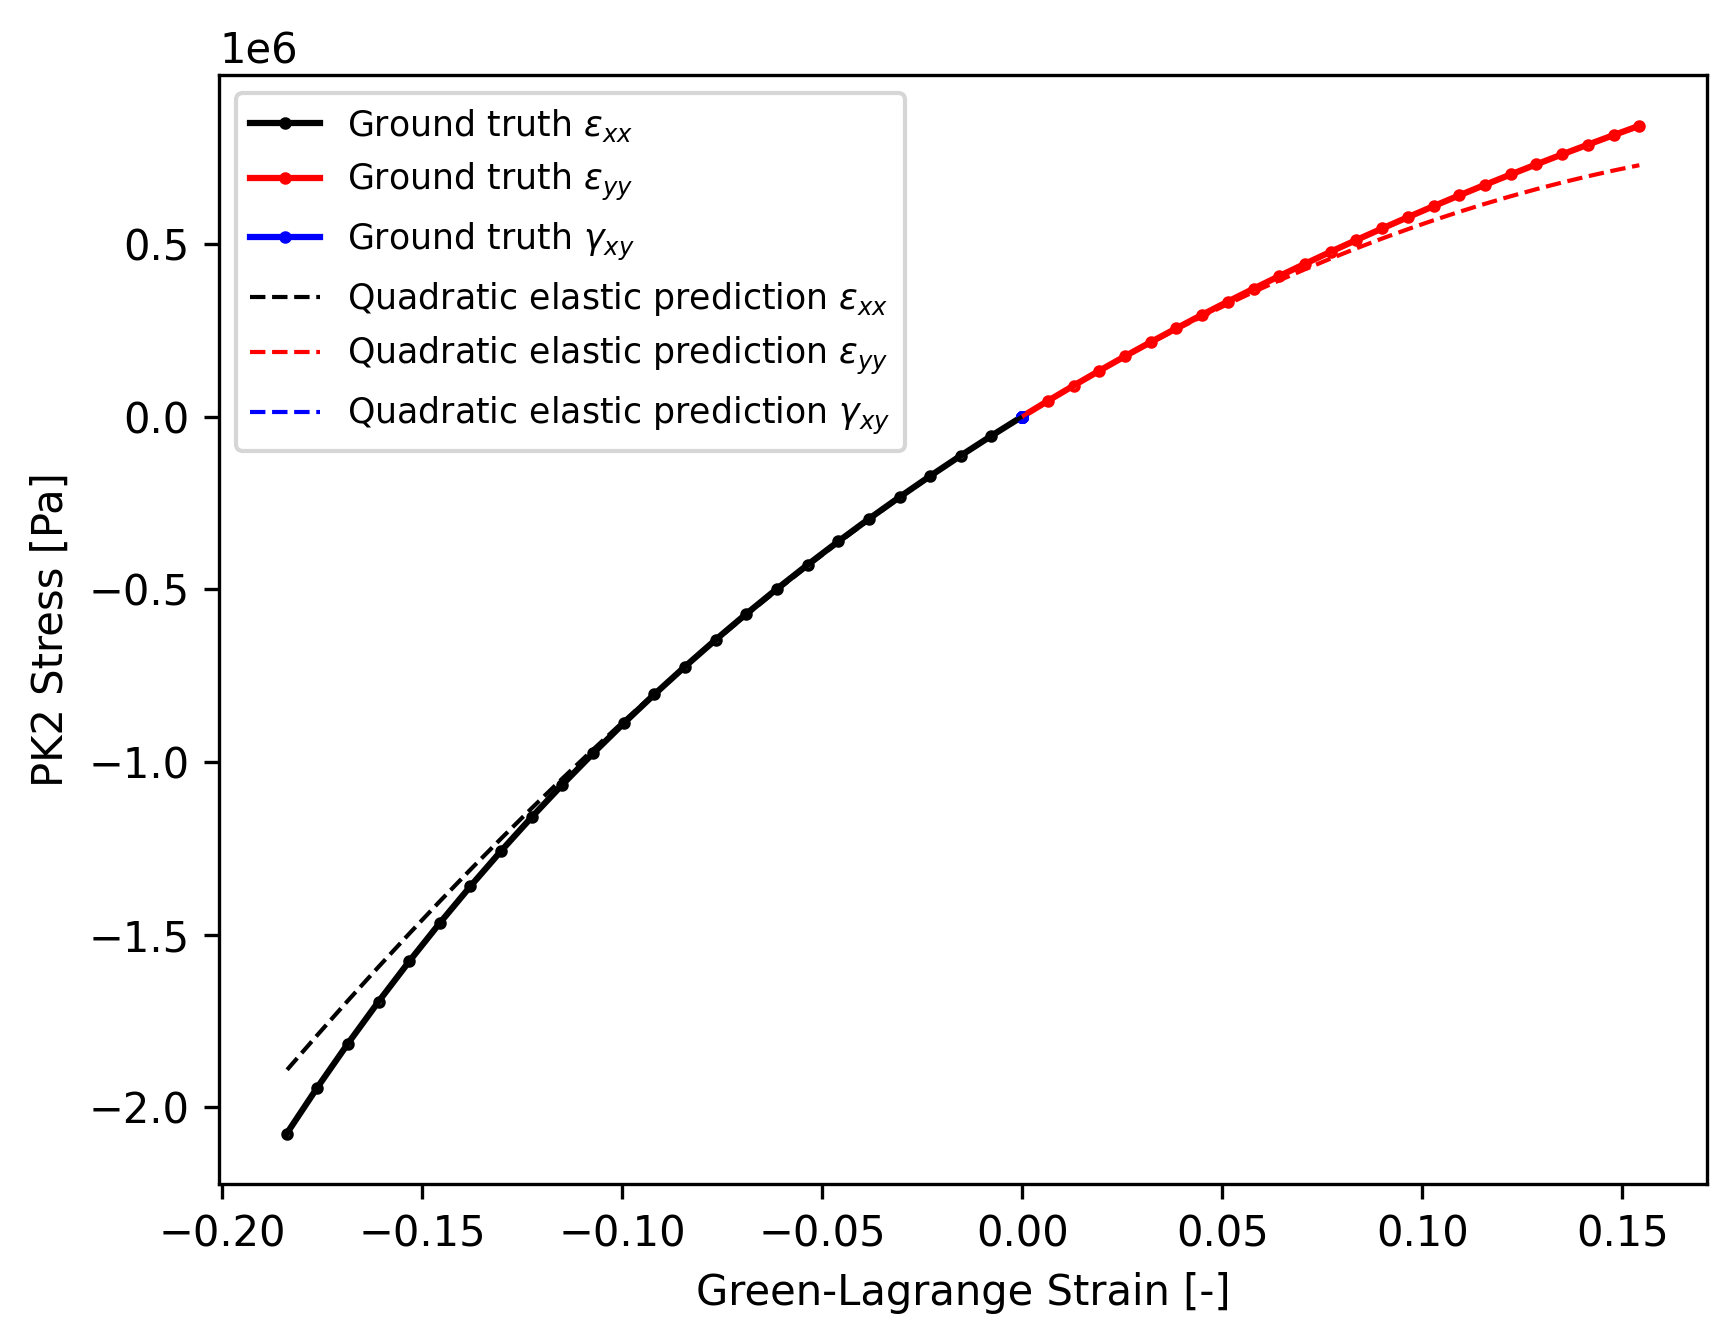 1e6
Ground truth εxx
Ground truth εyy
Ground truth γxy
Quadratic elastic prediction εxx
Quadratic elastic prediction εyy
Quadratic elastic prediction γxy
0.5
0.0
−0.5
−1.0
−1.5
−2.0
PK2 Stress [Pa]
−0.20 −0.15 −0.10 −0.05 0.00 0.05 0.10 0.15
Green-Lagrange Strain [-]